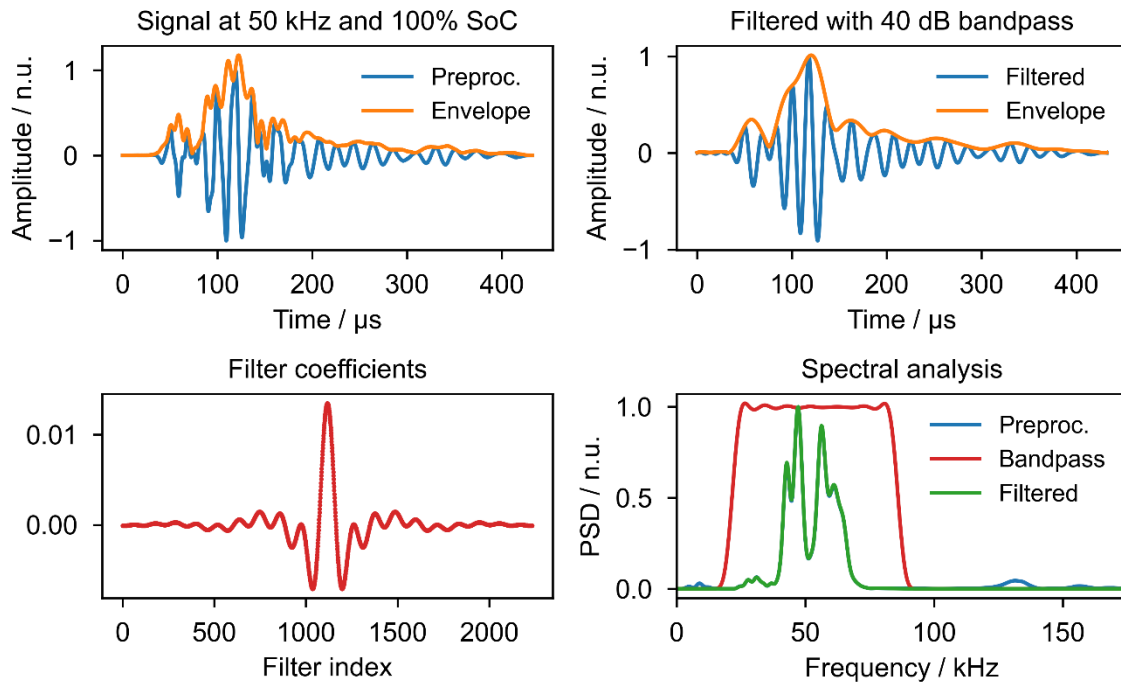 Signal at 50 kHz and 100% SoC
Amplitude / n.u.
1
0
−1
Preproc.
Envelope
0 100 200 300 400
Time / µs
Filtered with 40 dB bandpass
Amplitude / n.u.
1
0
−1
Filtered
Envelope
0 100 200 300 400
Time / µs
Filter coefficients
0.01
0.00
0 500 1000 1500 2000
Filter index
Spectral analysis
PSD / n.u.
1.0
0.5
0.0
Preproc.
Bandpass
Filtered
0 50 100 150
Frequency / kHz